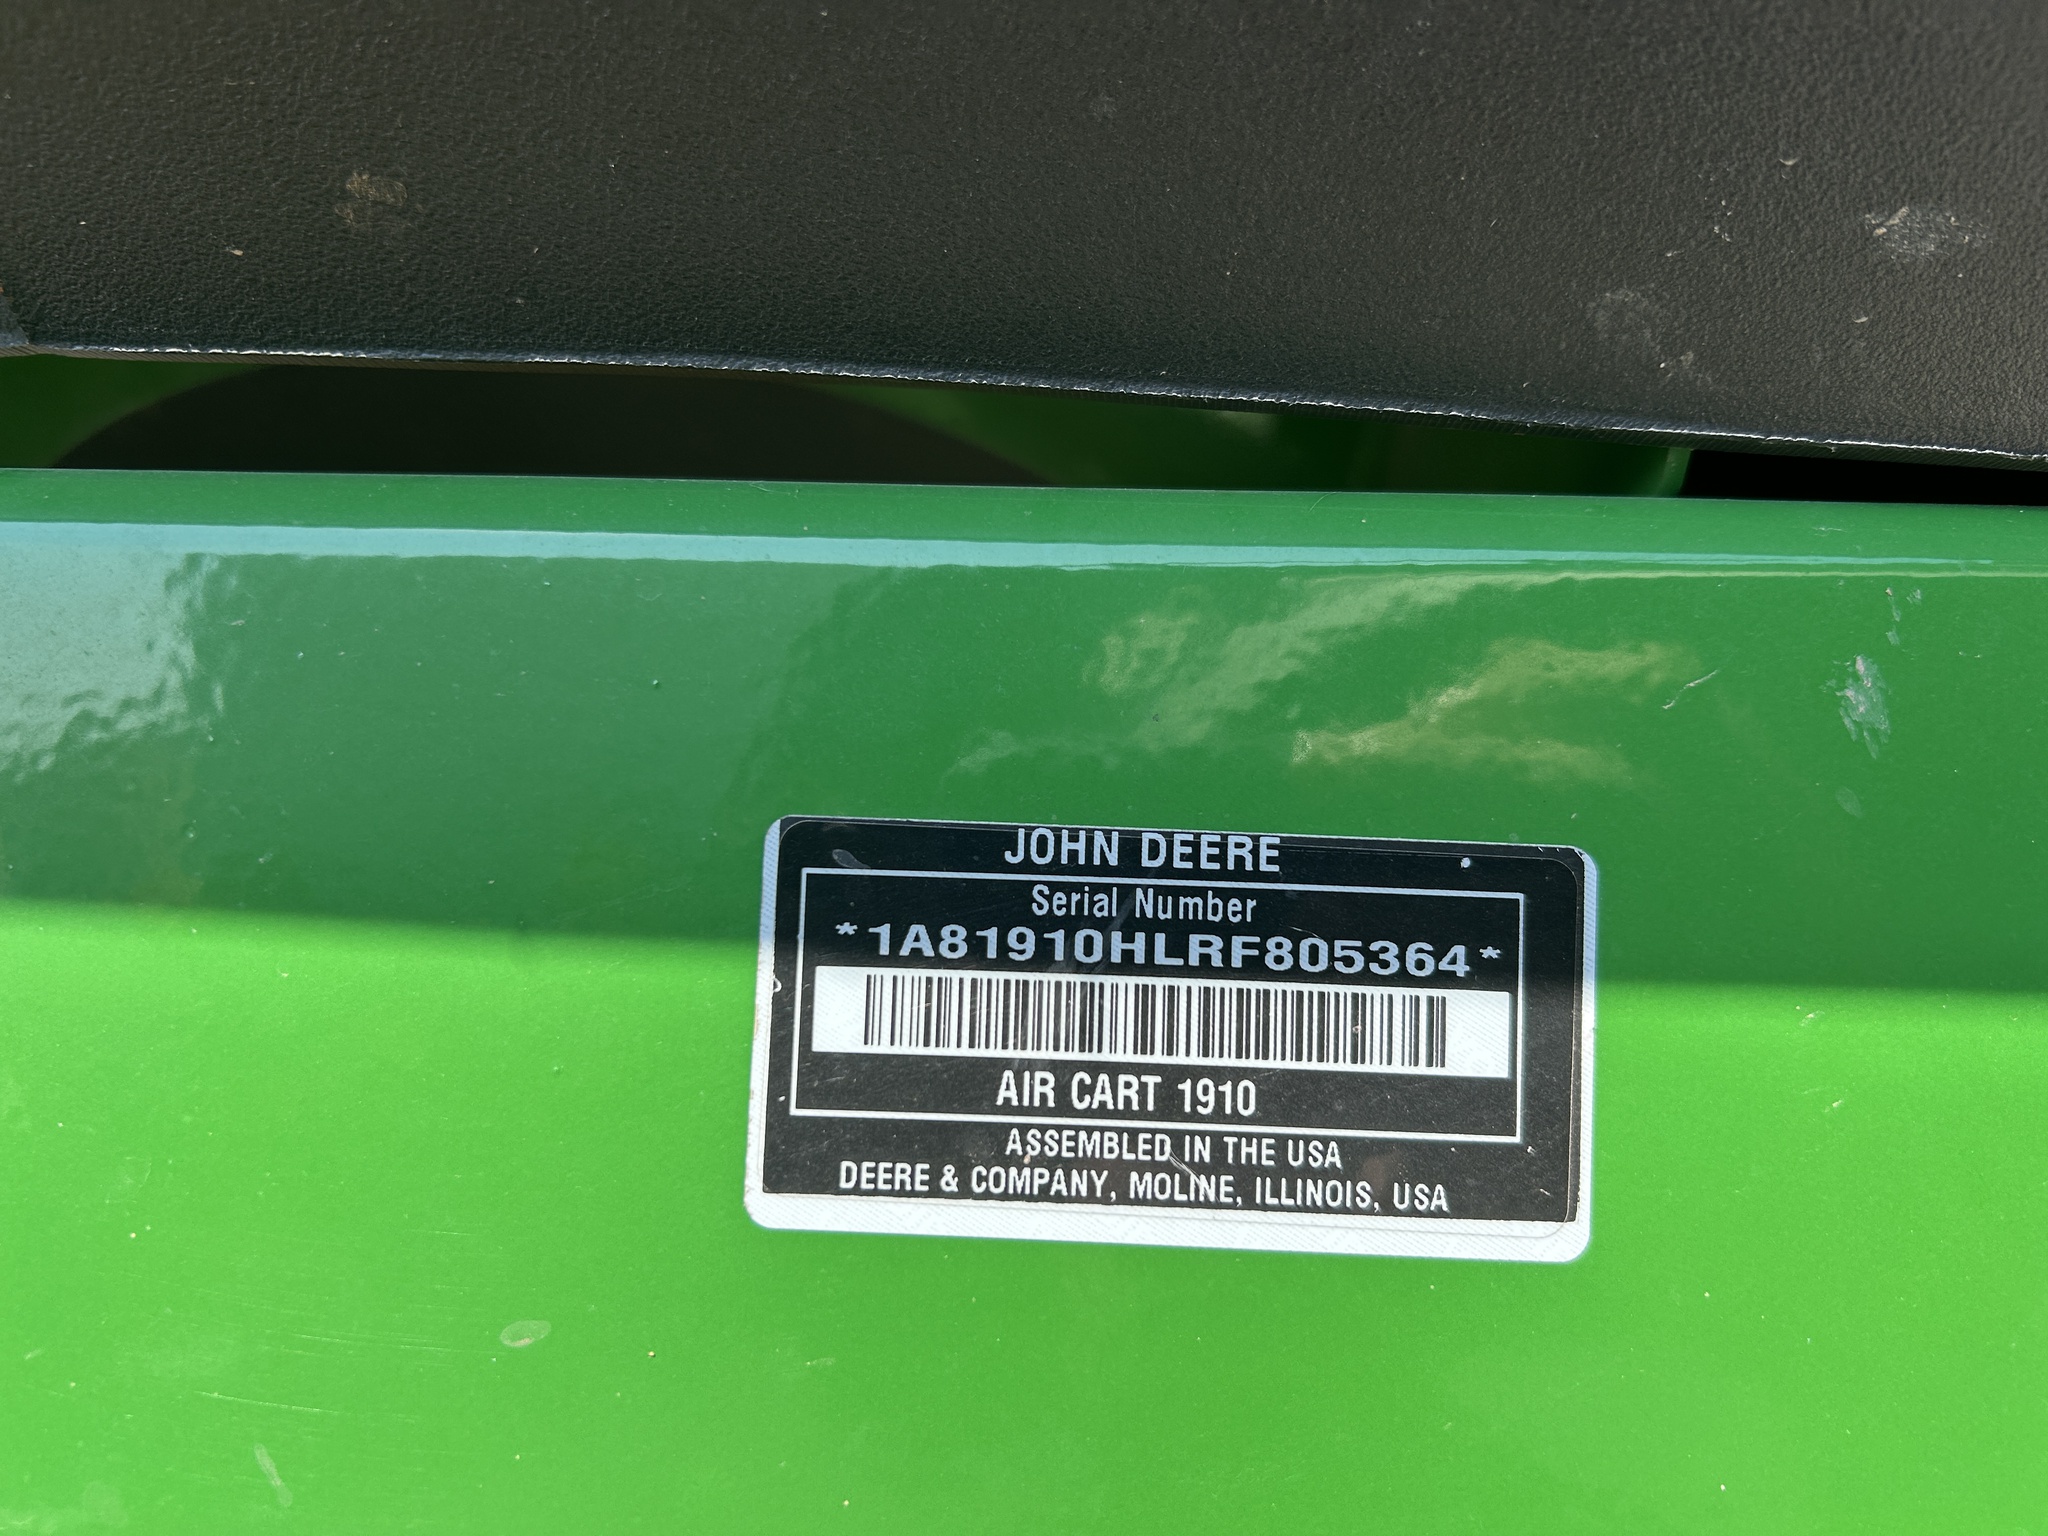 JOHN DEERE
Serial Number
*1A81910HLRF805364*
AIR CART 1910
ASSEMBLED IN THE USA
DEERE & COMPANY, MOLINE, ILLINOIS, USA